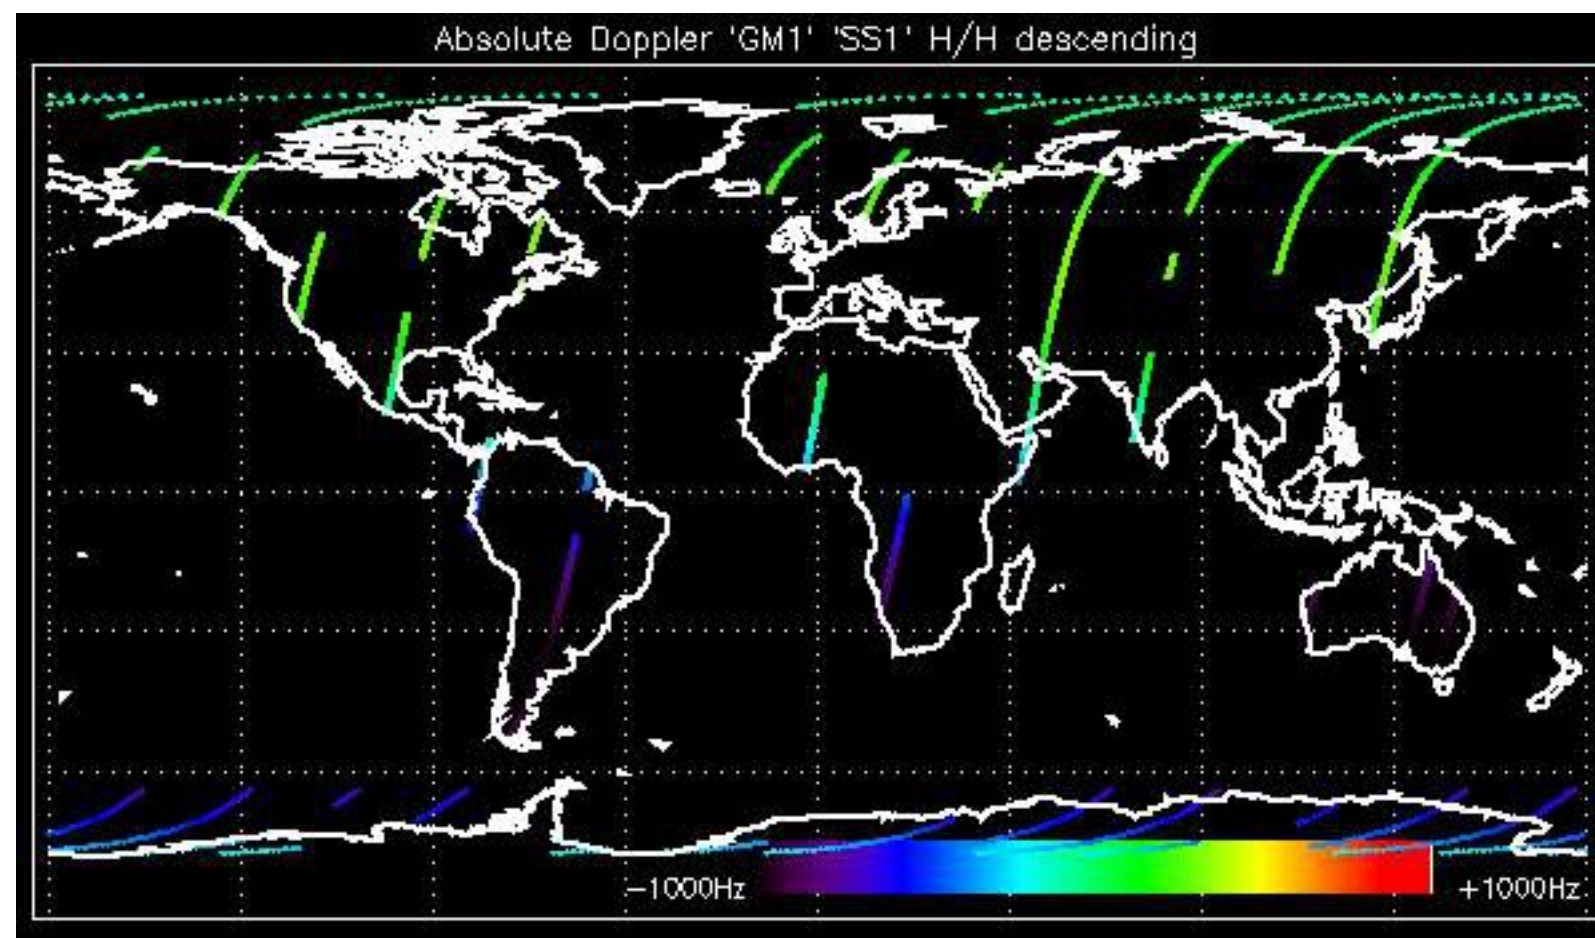 Absolute Doppler 'GM1' 'SS1' H/H descending
−1000Hz
+1000Hz